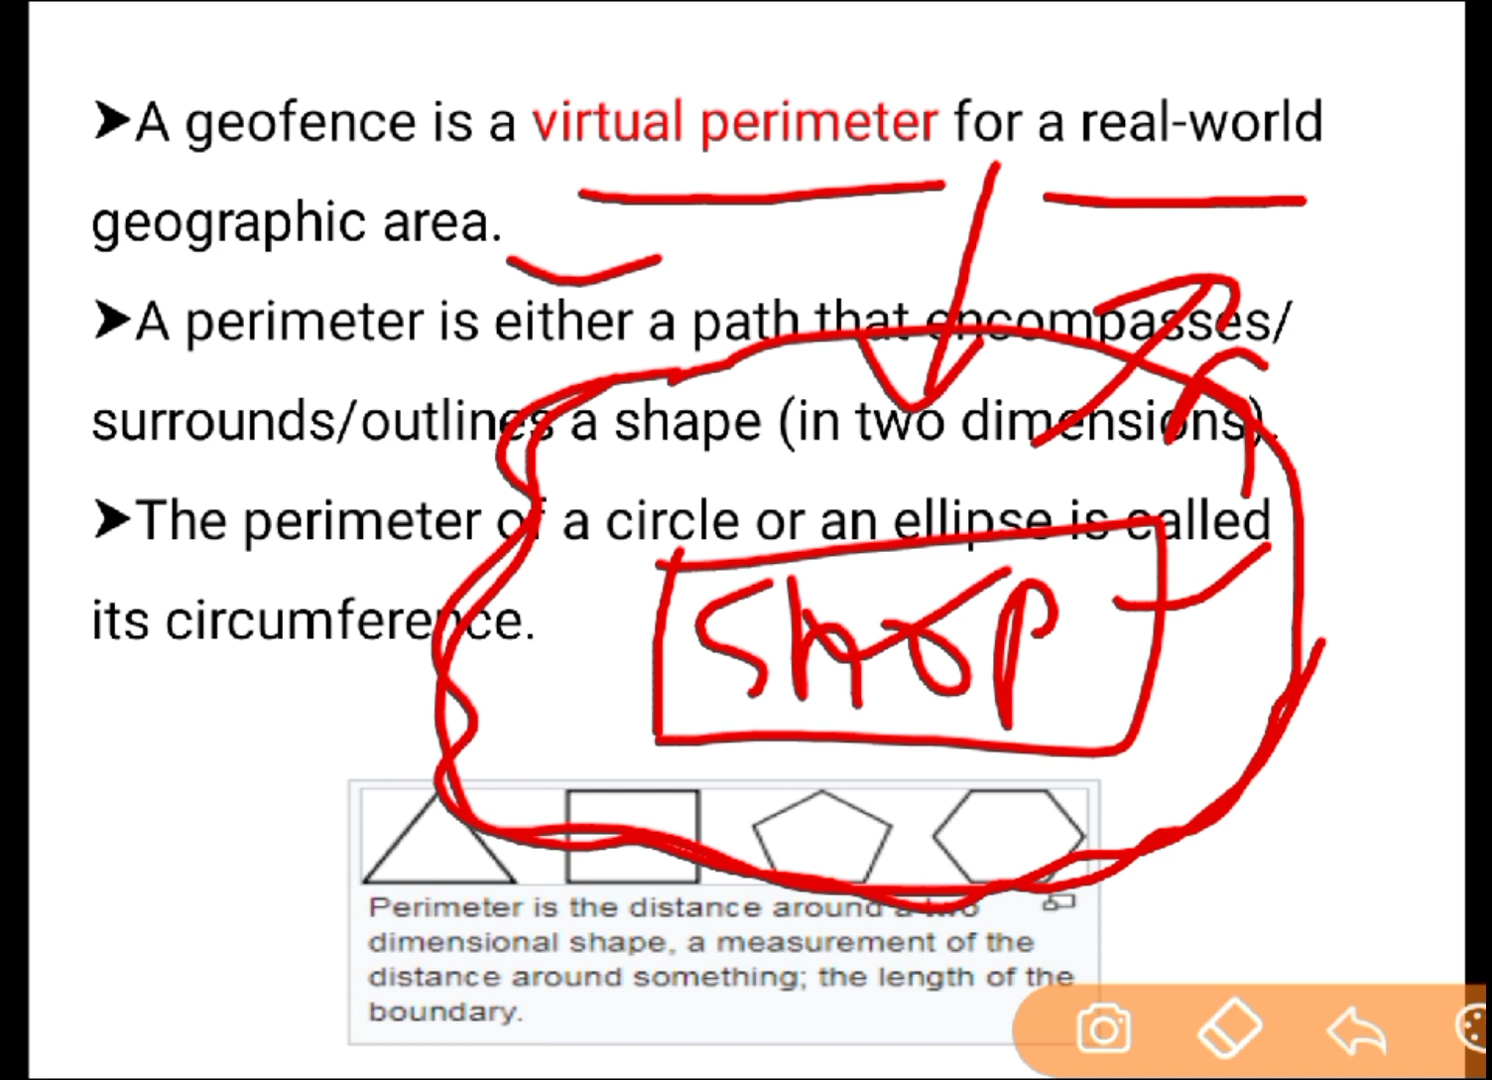 ➤A geofence is a virtual perimeter for a real-world
geographic area.
➤A perimeter is either a path that encompasses/
surrounds/outlines a shape (in two dimensions).
➤The perimeter of a circle or an ellipse is called
its circumference.
Shop
Perimeter is the distance around a two
dimensional shape, a measurement of the
distance around something; the length of the
boundary.